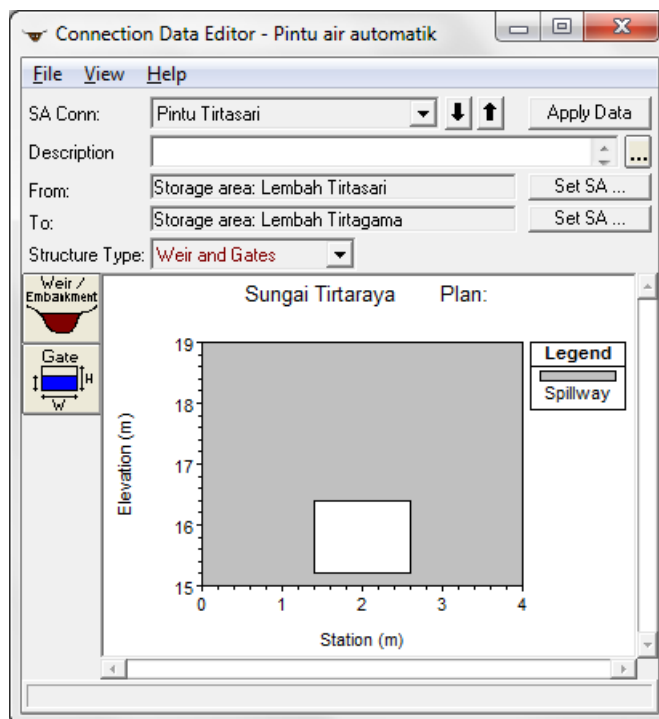 Connection Data Editor - Pintu air automatik
File View Help
SA Conn: Pintu Tirtasari Apply Data
Description ...
From: Storage area: Lembah Tirtasari Set SA ...
To: Storage area: Lembah Tirtagama Set SA ...
Structure Type: Weir and Gates
Weir /
Embankment
Gate
H
W
Sungai Tirtaraya Plan:
Legend
Spillway
Elevation (m)
19
18
17
16
15
0 1 2 3 4
Station (m)